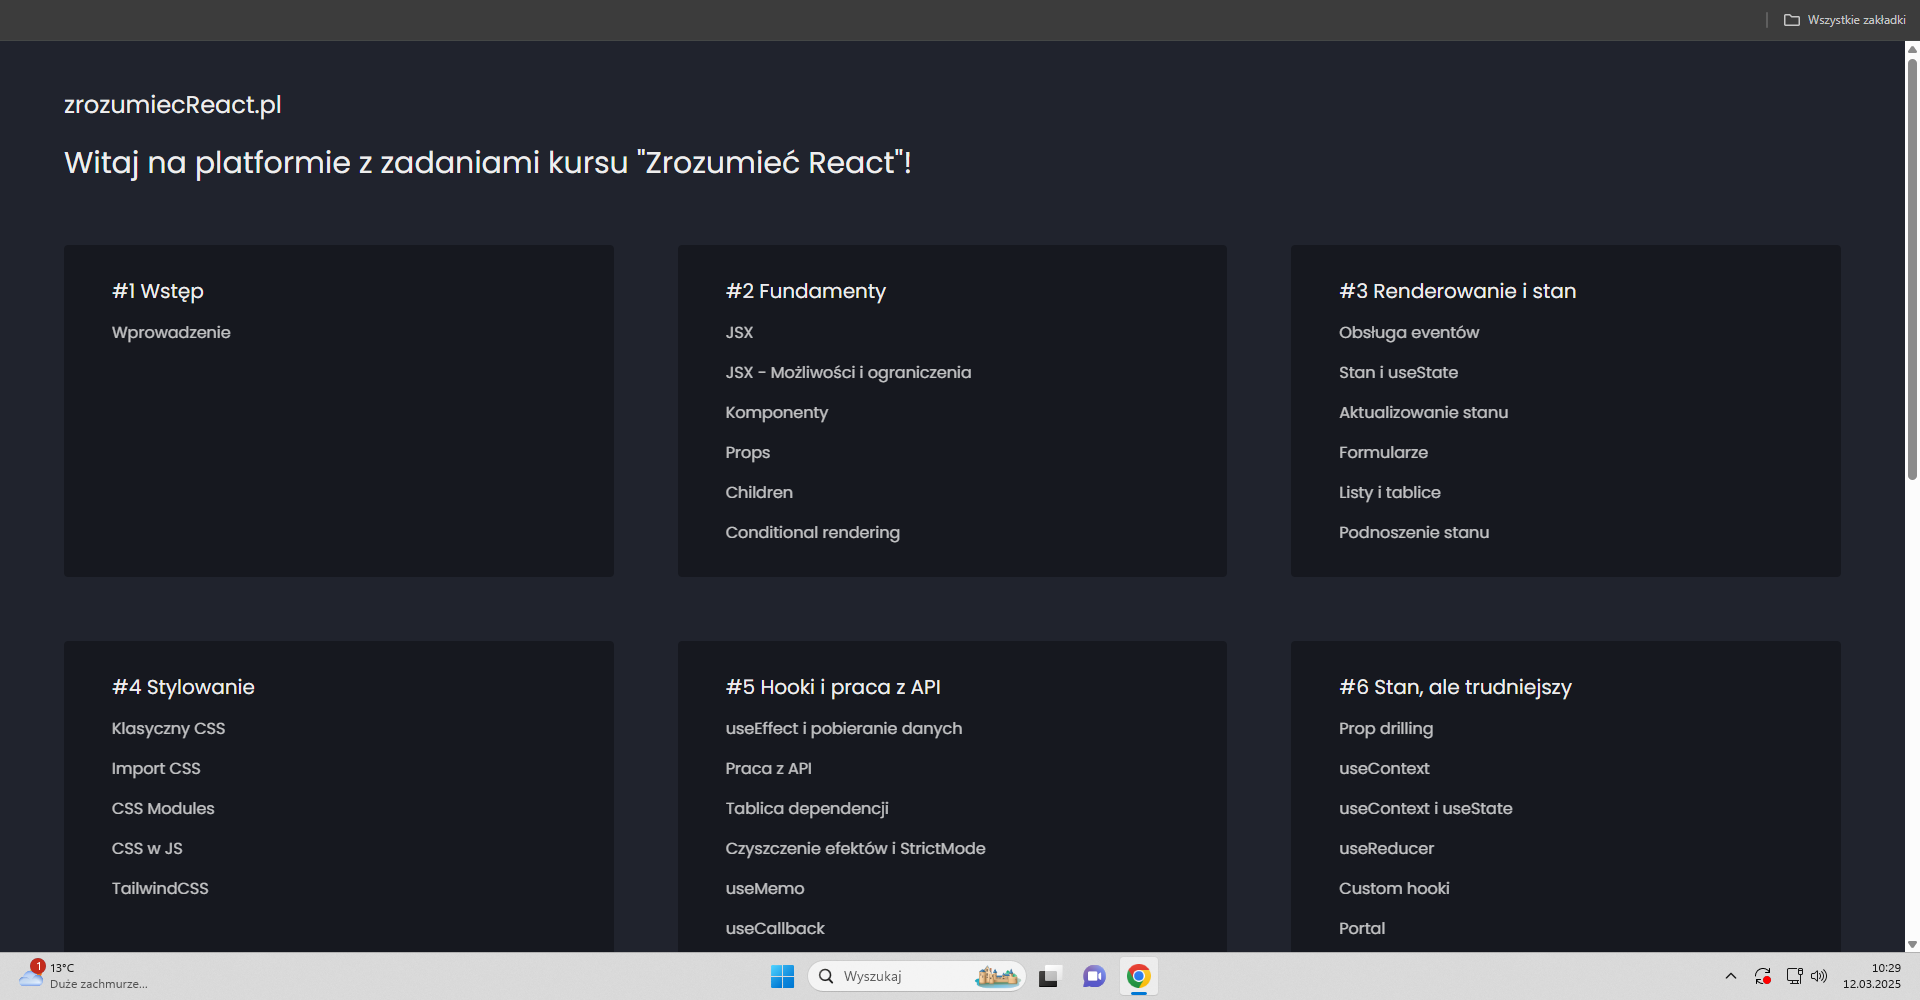 Wszystkie zakładki
zrozumiecReact.pl
Witaj na platformie z zadaniami kursu "Zrozumieć React"!
#1 Wstęp
Wprowadzenie
#2 Fundamenty
JSX
JSX - Możliwości i ograniczenia
Komponenty
Props
Children
Conditional rendering
#3 Renderowanie i stan
Obsługa eventów
Stan i useState
Aktualizowanie stanu
Formularze
Listy i tablice
Podnoszenie stanu
#4 Stylowanie
Klasyczny CSS
Import CSS
CSS Modules
CSS w JS
TailwindCSS
#5 Hooki i praca z API
useEffect i pobieranie danych
Praca z API
Tablica dependencji
Czyszczenie efektów i StrictMode
useMemo
useCallback
#6 Stan, ale trudniejszy
Prop drilling
useContext
useContext i useState
useReducer
Custom hooki
Portal
1
13°C
Duże zachmurze...
Wyszukaj
10:29
12.03.2025